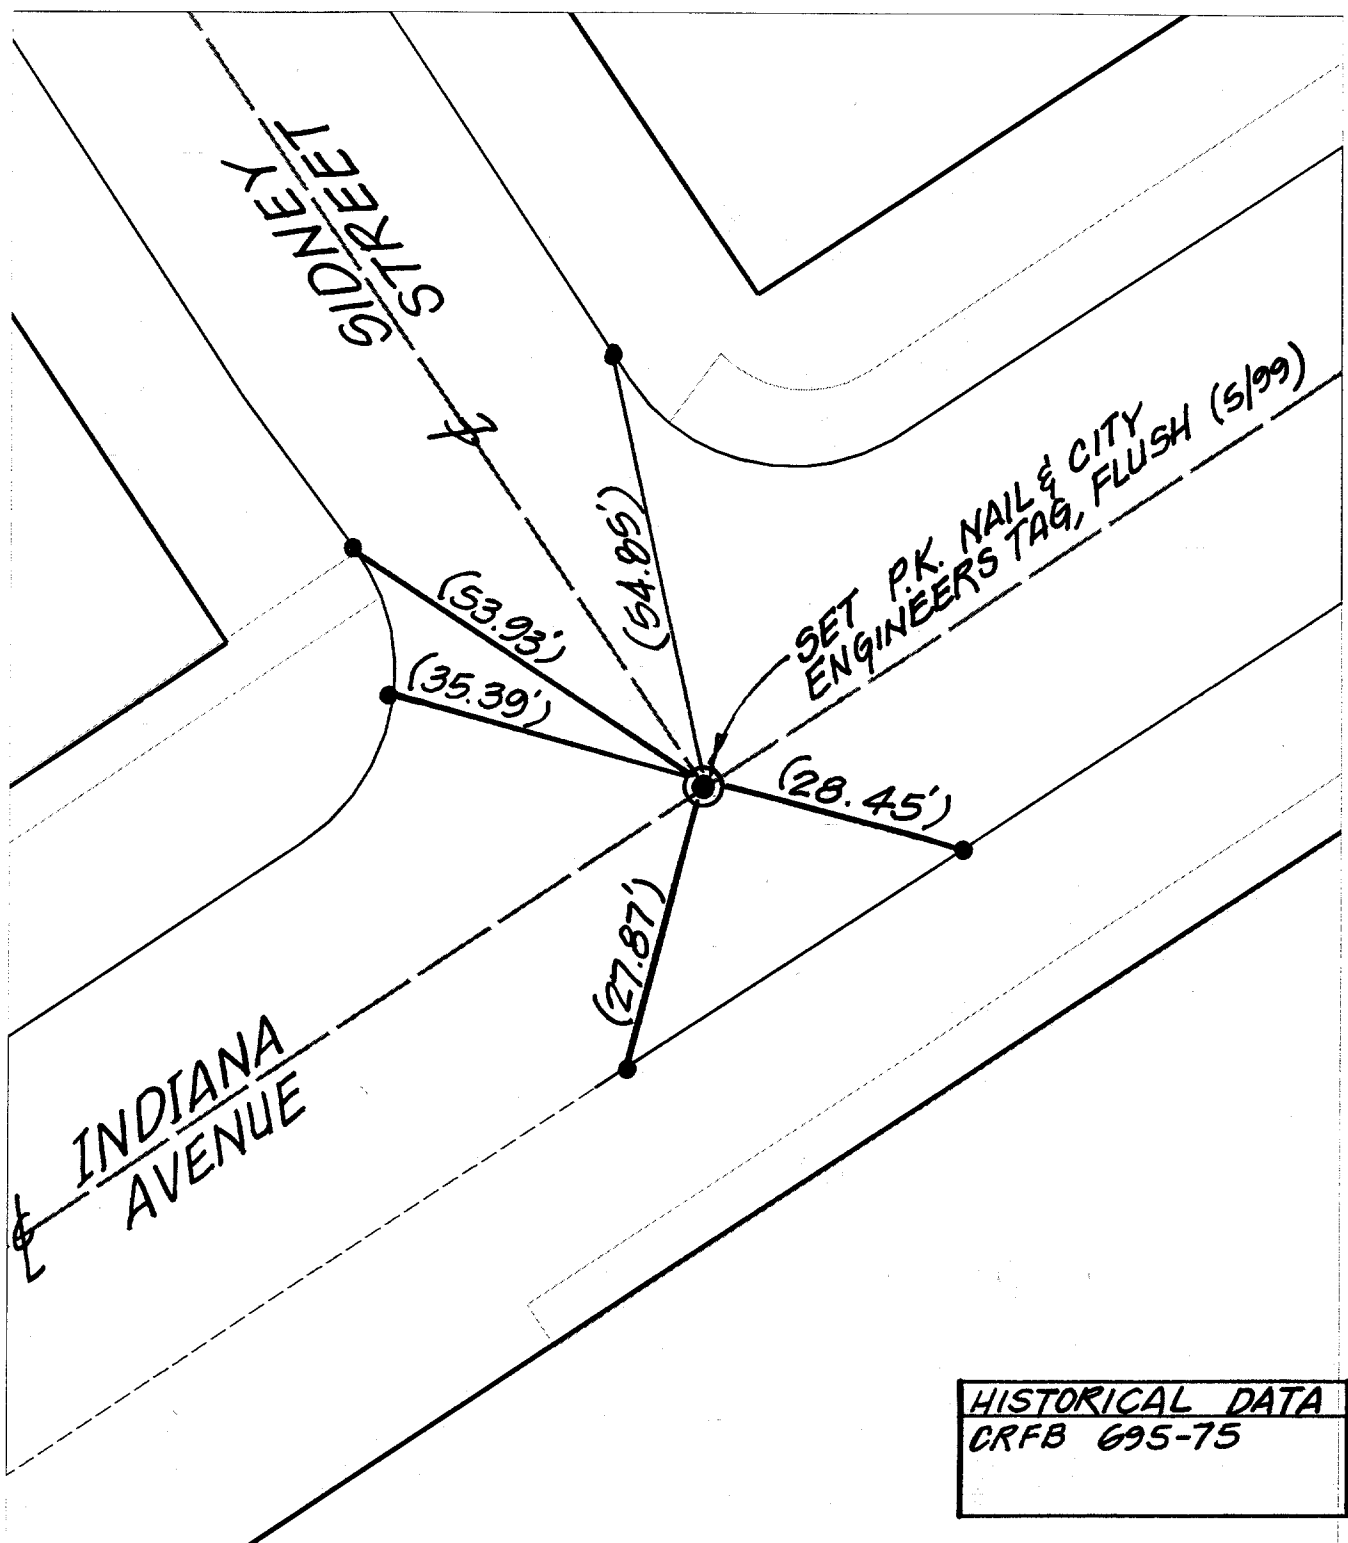 SIDNEY
STREET
℄
(54.85')
(53.93')
(35.39')
SET P.K. NAIL & CITY
ENGINEERS TAG, FLUSH (5/99)
(28.45')
(27.87')
INDIANA
AVENUE
℄
HISTORICAL DATA
CRFB 695-75